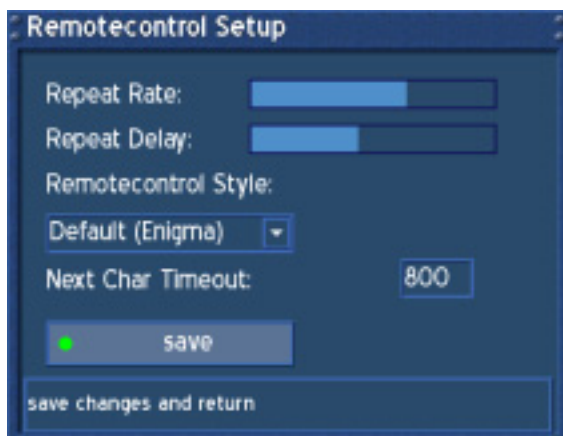 Remotecontrol Setup
Repeat Rate:
Repeat Delay:
Remotecontrol Style:
Default (Enigma)
Next Char Timeout: 800
save
save changes and return